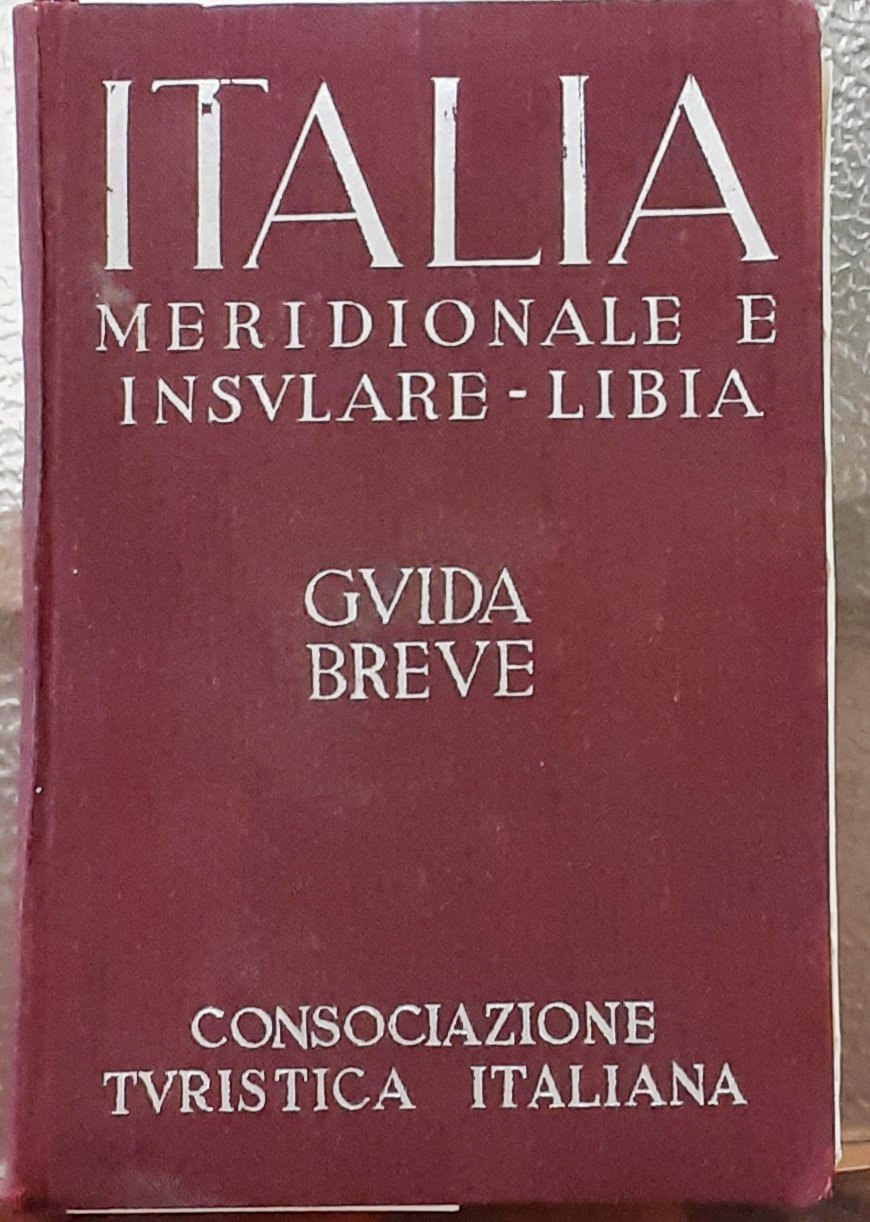 ITALIA
MERIDIONALE E
INSVLARE - LIBIA
GVIDA
BREVE
CONSOCIAZIONE
TVRISTICA ITALIANA